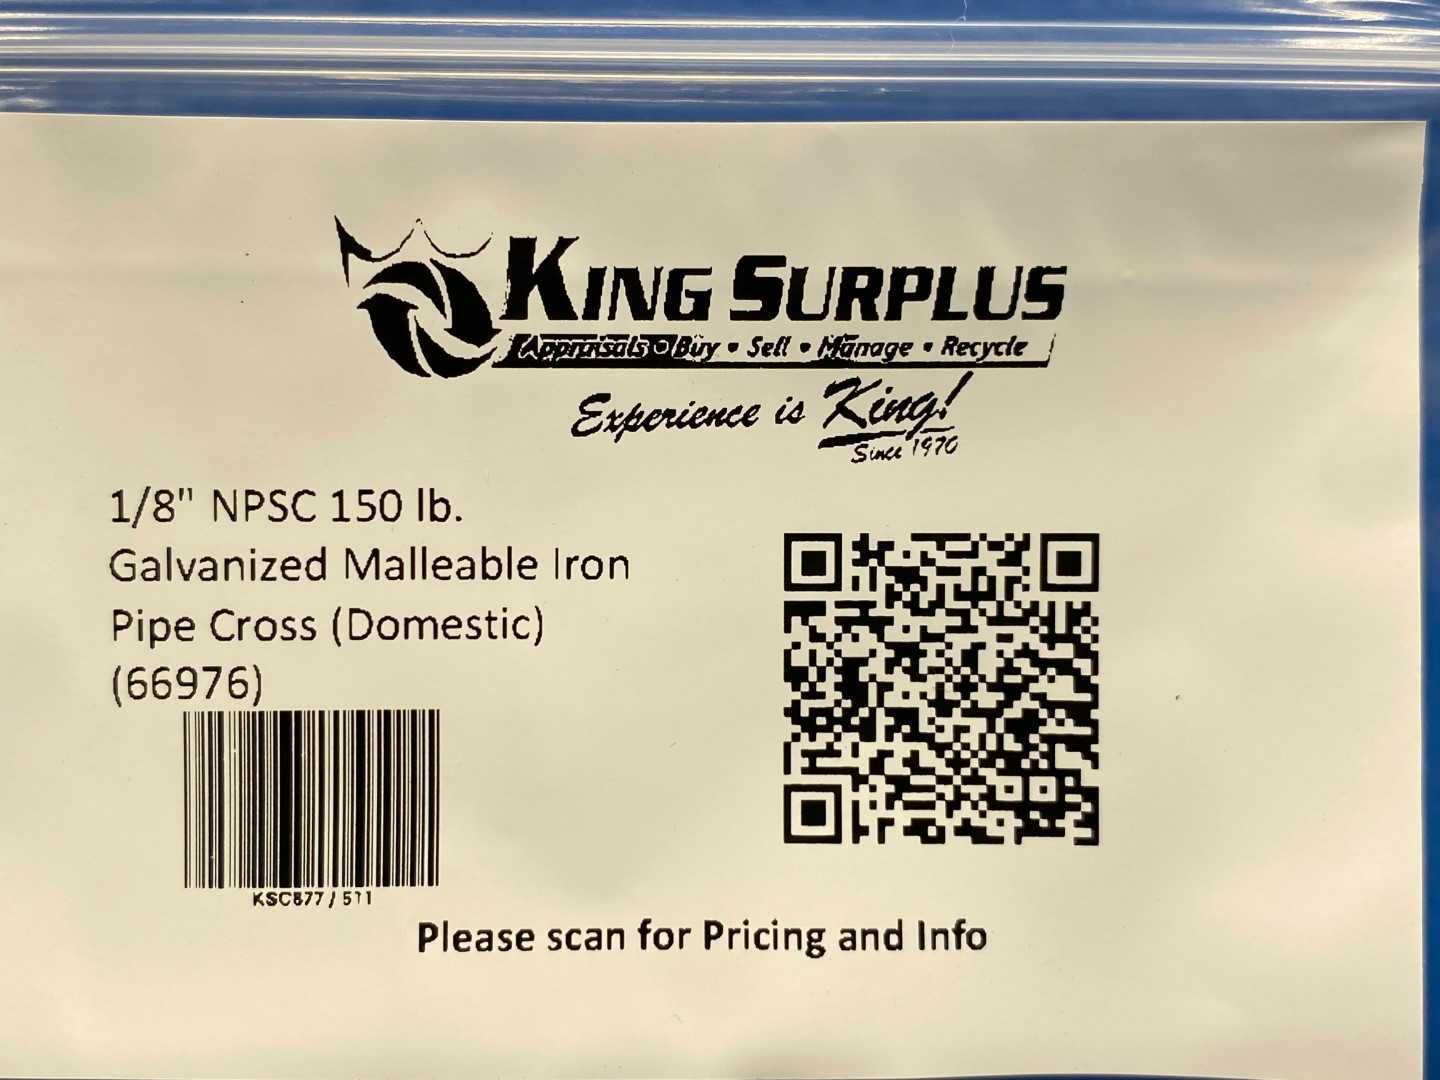 KING SURPLUS
Appraisals • Buy • Sell • Manage • Recycle
Experience is King!
Since 1970
1/8" NPSC 150 lb.
Galvanized Malleable Iron
Pipe Cross (Domestic)
(66976)
KSC877 / 511
Please scan for Pricing and Info